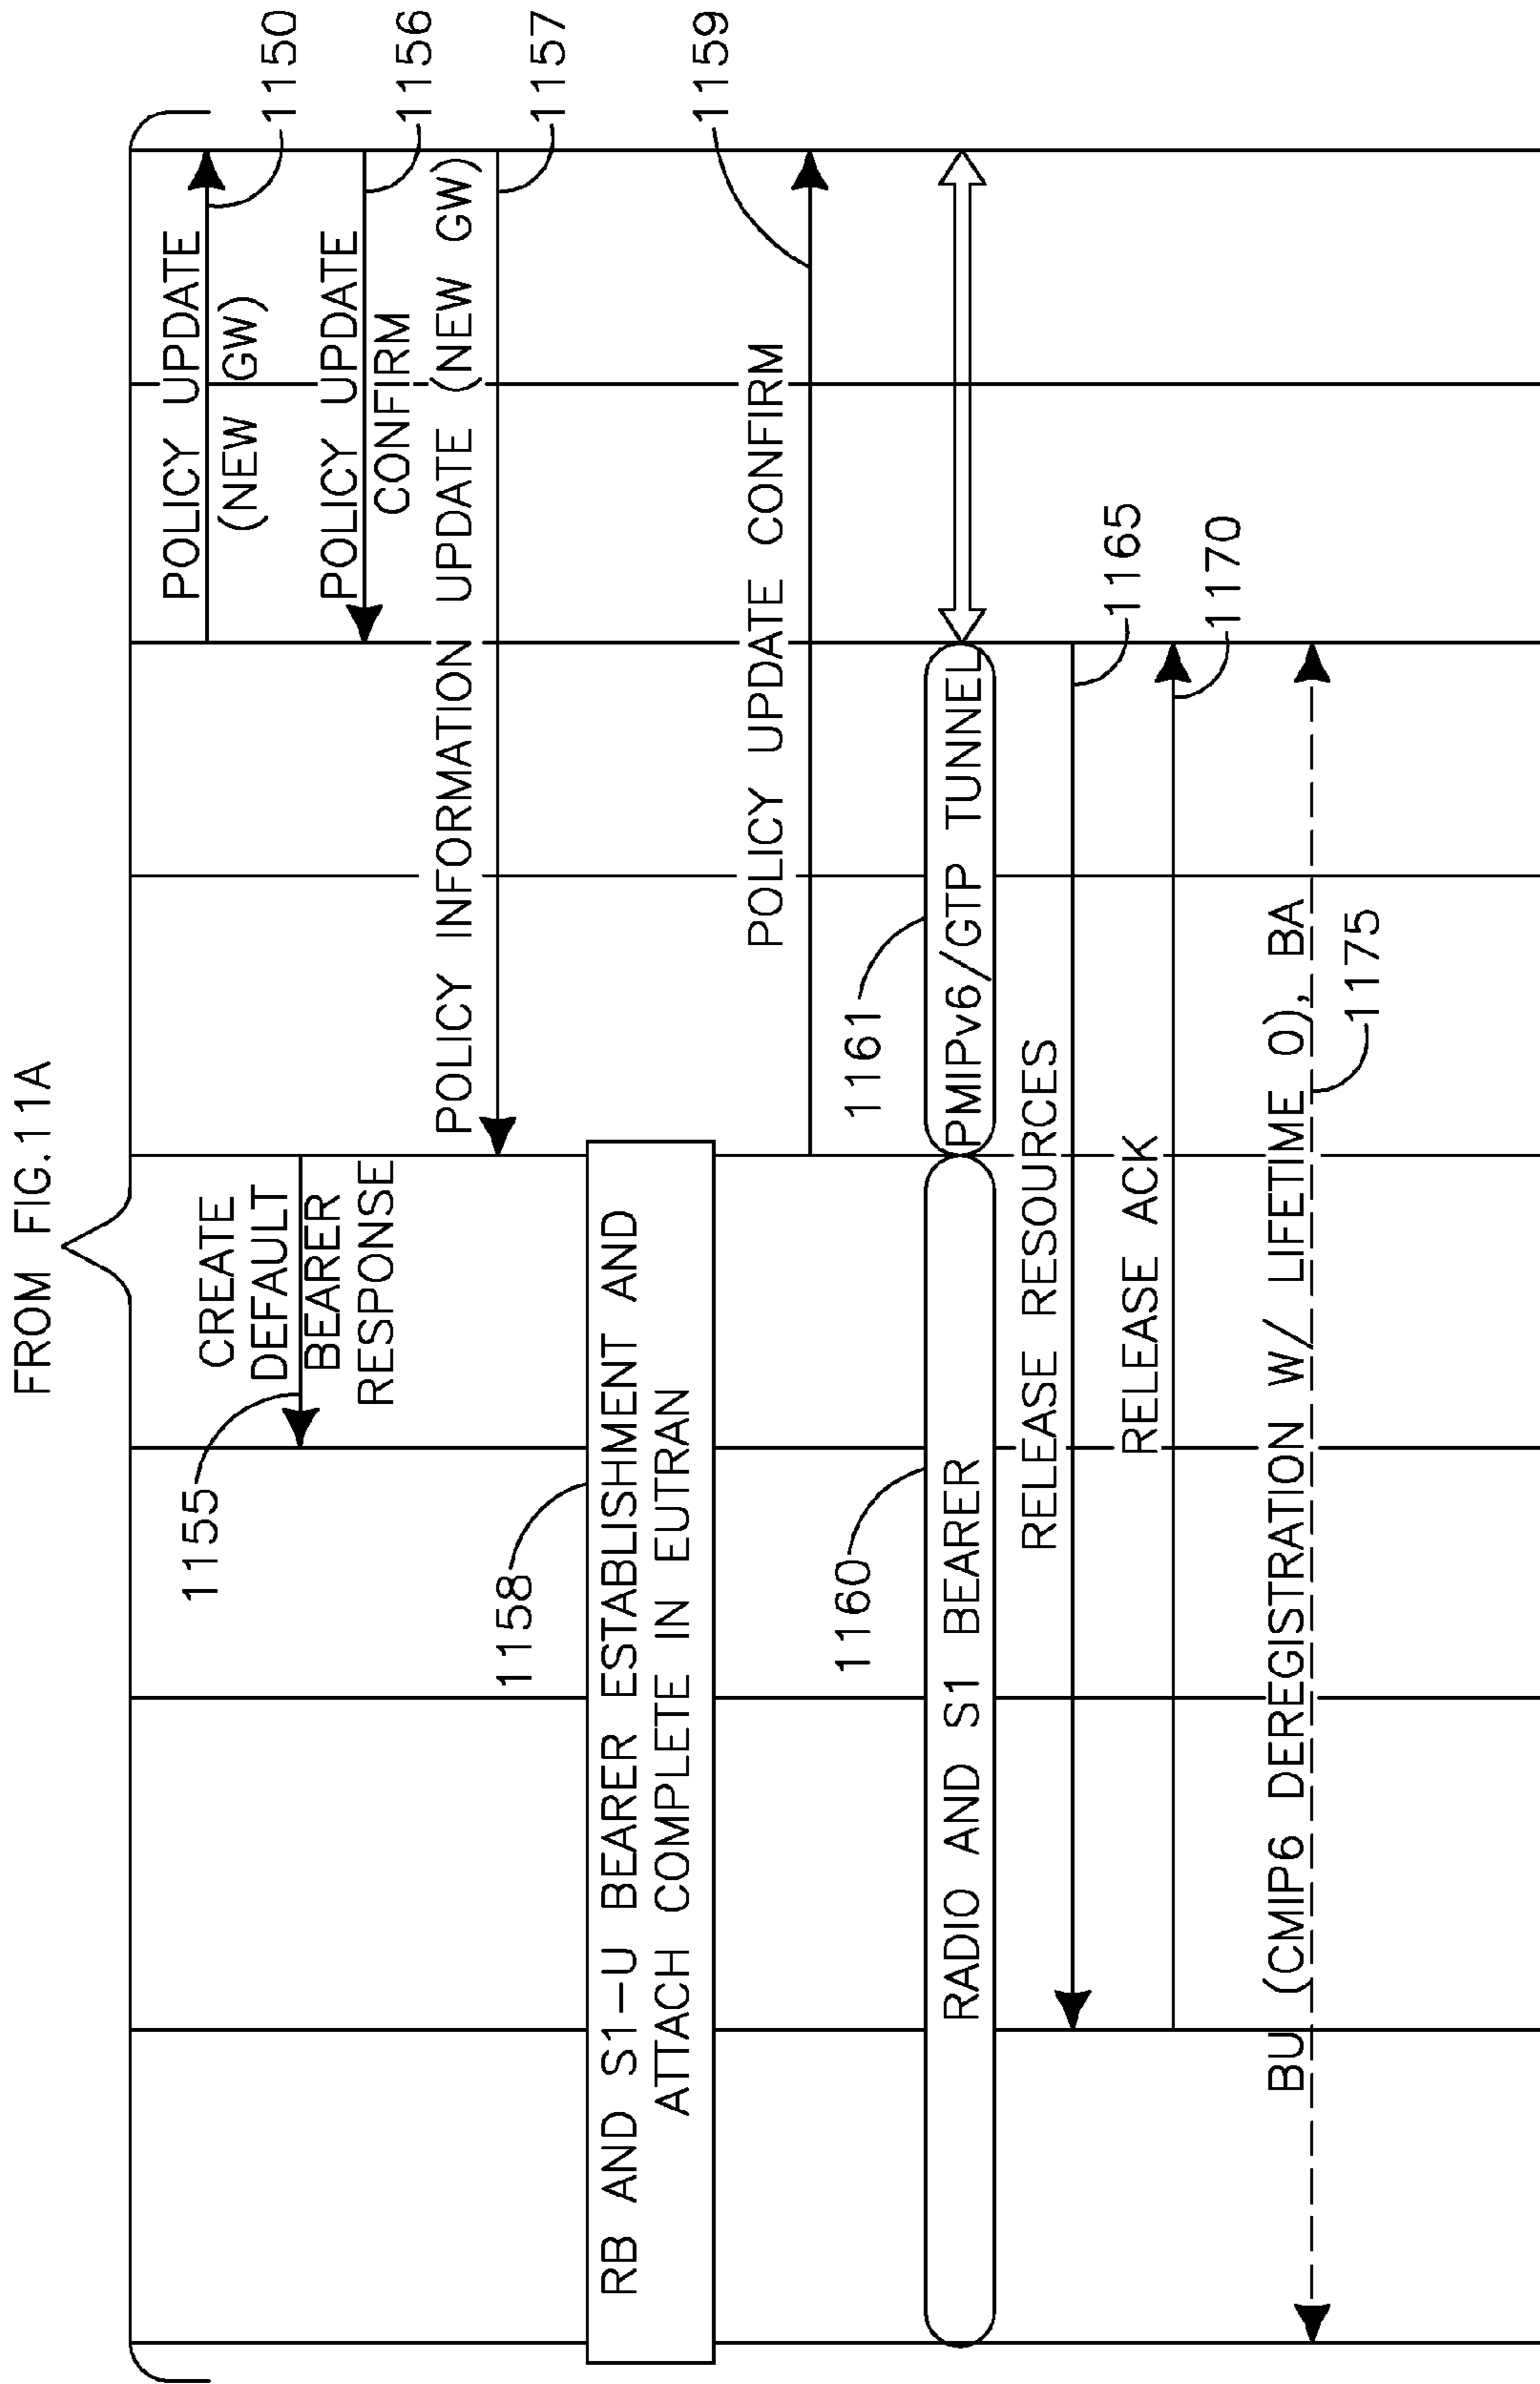 FROM FIG.11A
POLICY UPDATE
(NEW GW)
1150
CREATE
DEFAULT
BEARER
RESPONSE
1155
POLICY UPDATE
CONFIRM
1156
POLICY INFORMATION UPDATE (NEW GW)
1157
1158
RB AND S1-U BEARER ESTABLISHMENT AND
ATTACH COMPLETE IN EUTRAN
POLICY UPDATE CONFIRM
1159
1160
RADIO AND S1 BEARER
1161
PMIPv6/GTP TUNNEL
RELEASE RESOURCES
1165
RELEASE ACK
1170
BU (CMIP6 DEREGISTRATION W/ LIFETIME 0), BA
1175